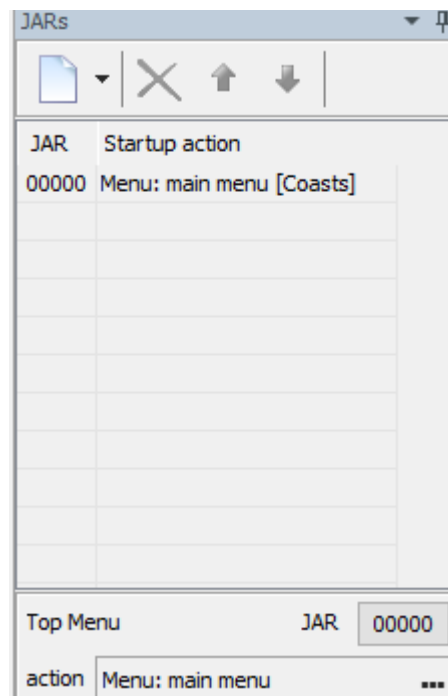 JARs
JAR Startup action
00000 Menu: main menu [Coasts]
Top Menu JAR 00000
action Menu: main menu ...